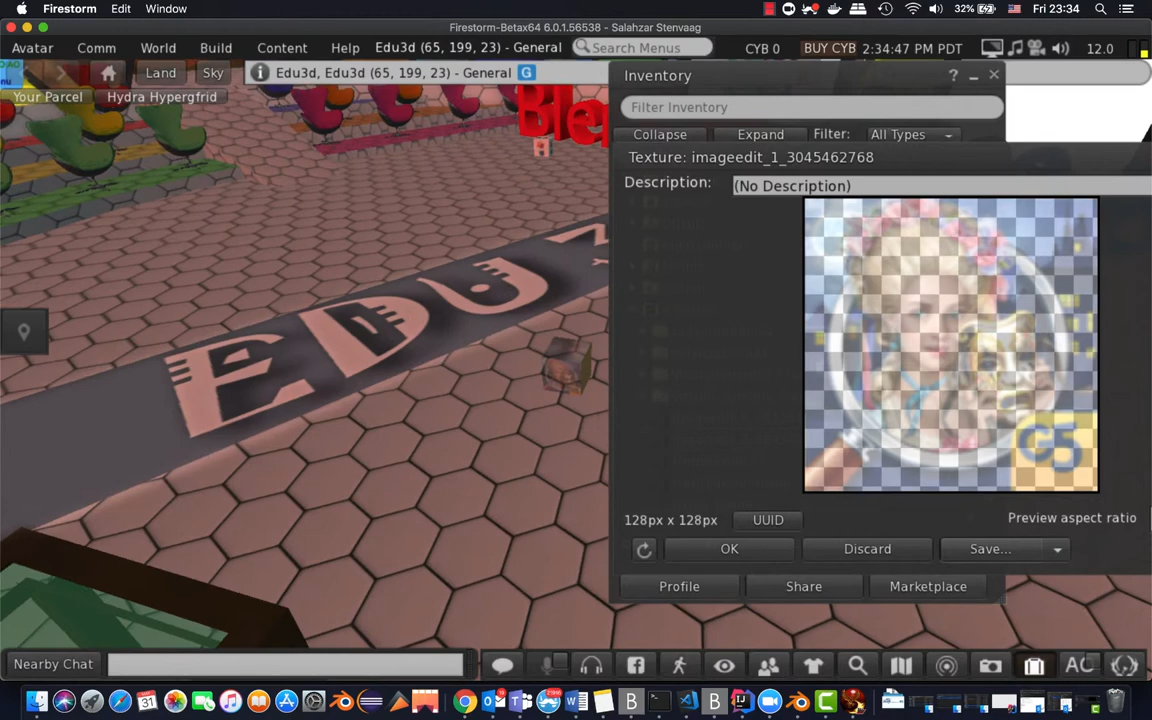 Firestorm Edit Window 32% Fri 23:34
Firestorm-Betax64 6.0.1.56538 - Salahzar Stenvaag
Avatar Comm World Build Content Help Edu3d (65, 199, 23) - General Search Menus CYB 0 BUY CYB 2:34:47 PM PDT 12.0
Land Sky Edu3d, Edu3d (65, 199, 23) - General G
Your Parcel Hydra Hypergfrid
Inventory
Filter Inventory
Collapse Expand Filter: All Types
Texture: imageedit_1_3045462768
Description: (No Description)
Ble
EDU
G5
128px x 128px UUID Preview aspect ratio
OK Discard Save...
Profile Share Marketplace
Nearby Chat
AO